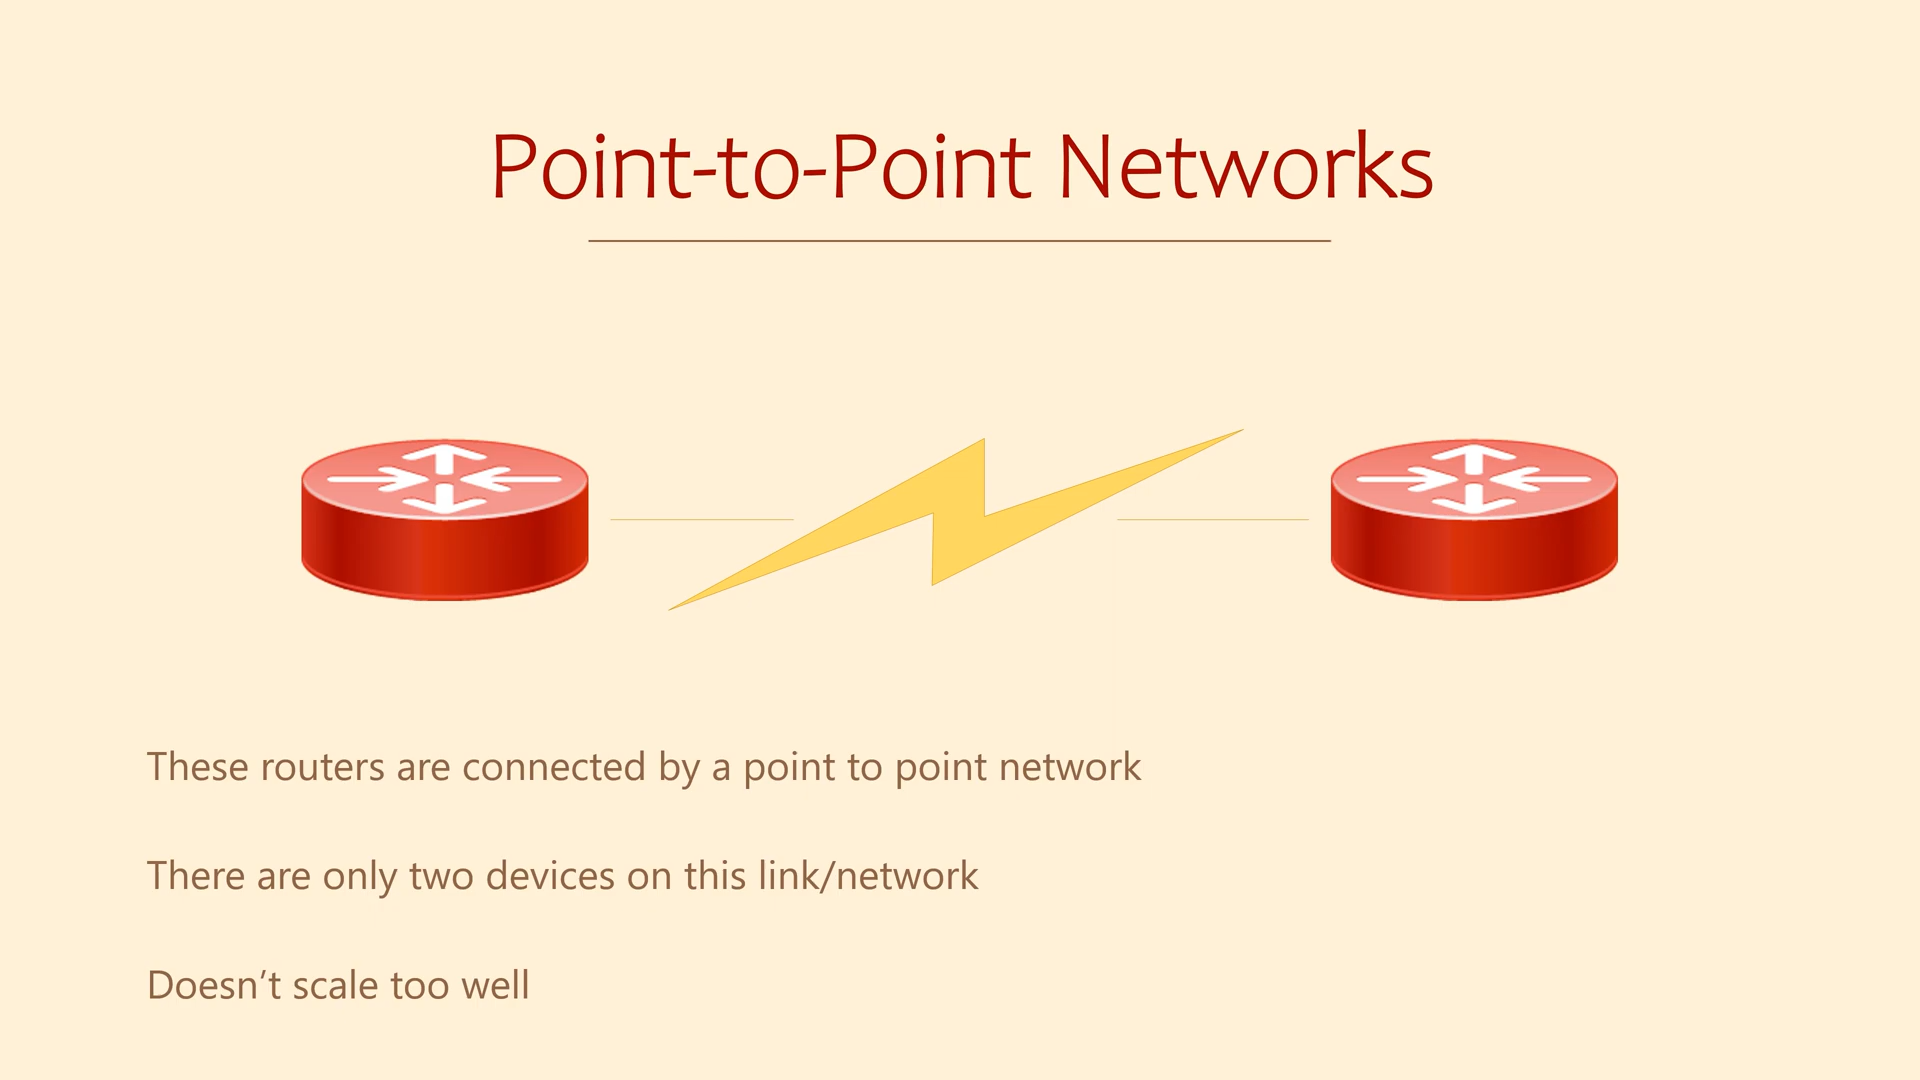 Point-to-Point Networks
These routers are connected by a point to point network
There are only two devices on this link/network
Doesn’t scale too well